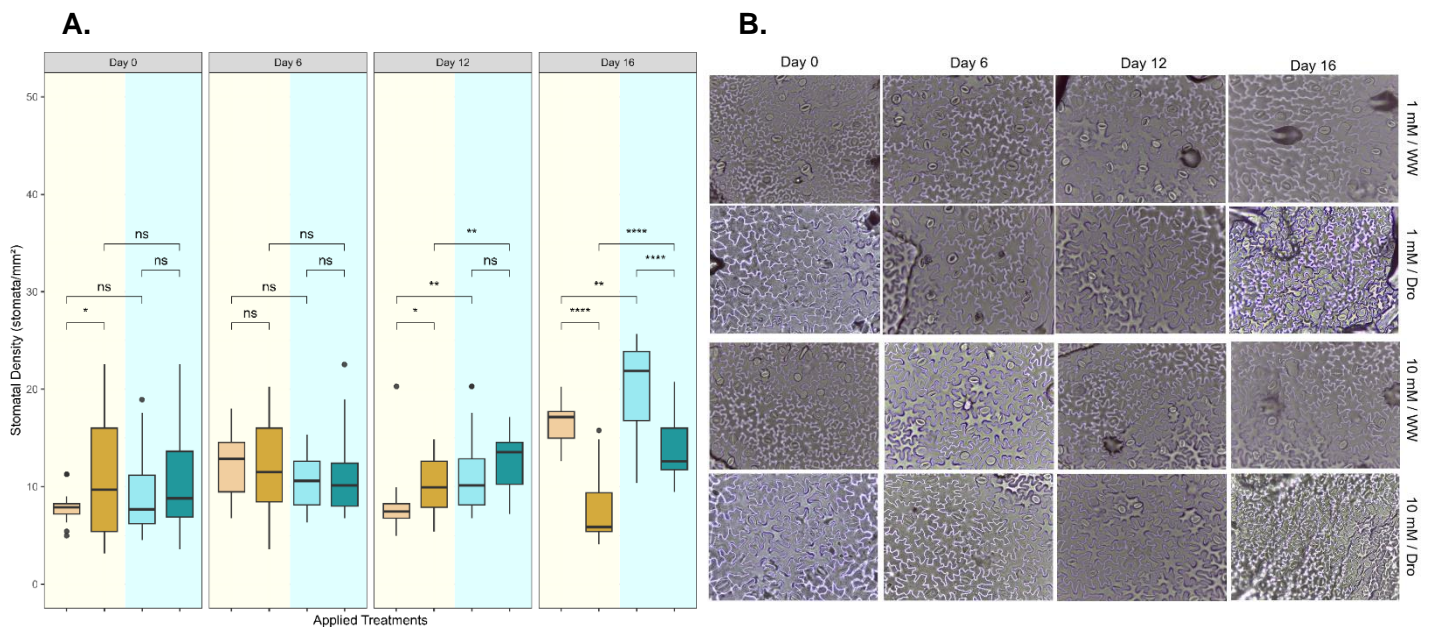 A.
Day 0 Day 6 Day 12 Day 16
Stomatal Density (stomata/mm²)
50
40
30
20
10
0
ns
ns
ns
*
ns
ns
ns
ns
**
ns
**
*
****
****
**
****
Applied Treatments
B.
Day 0 Day 6 Day 12 Day 16
1 mM / WW
1 mM / Dro
10 mM / WW
10 mM / Dro